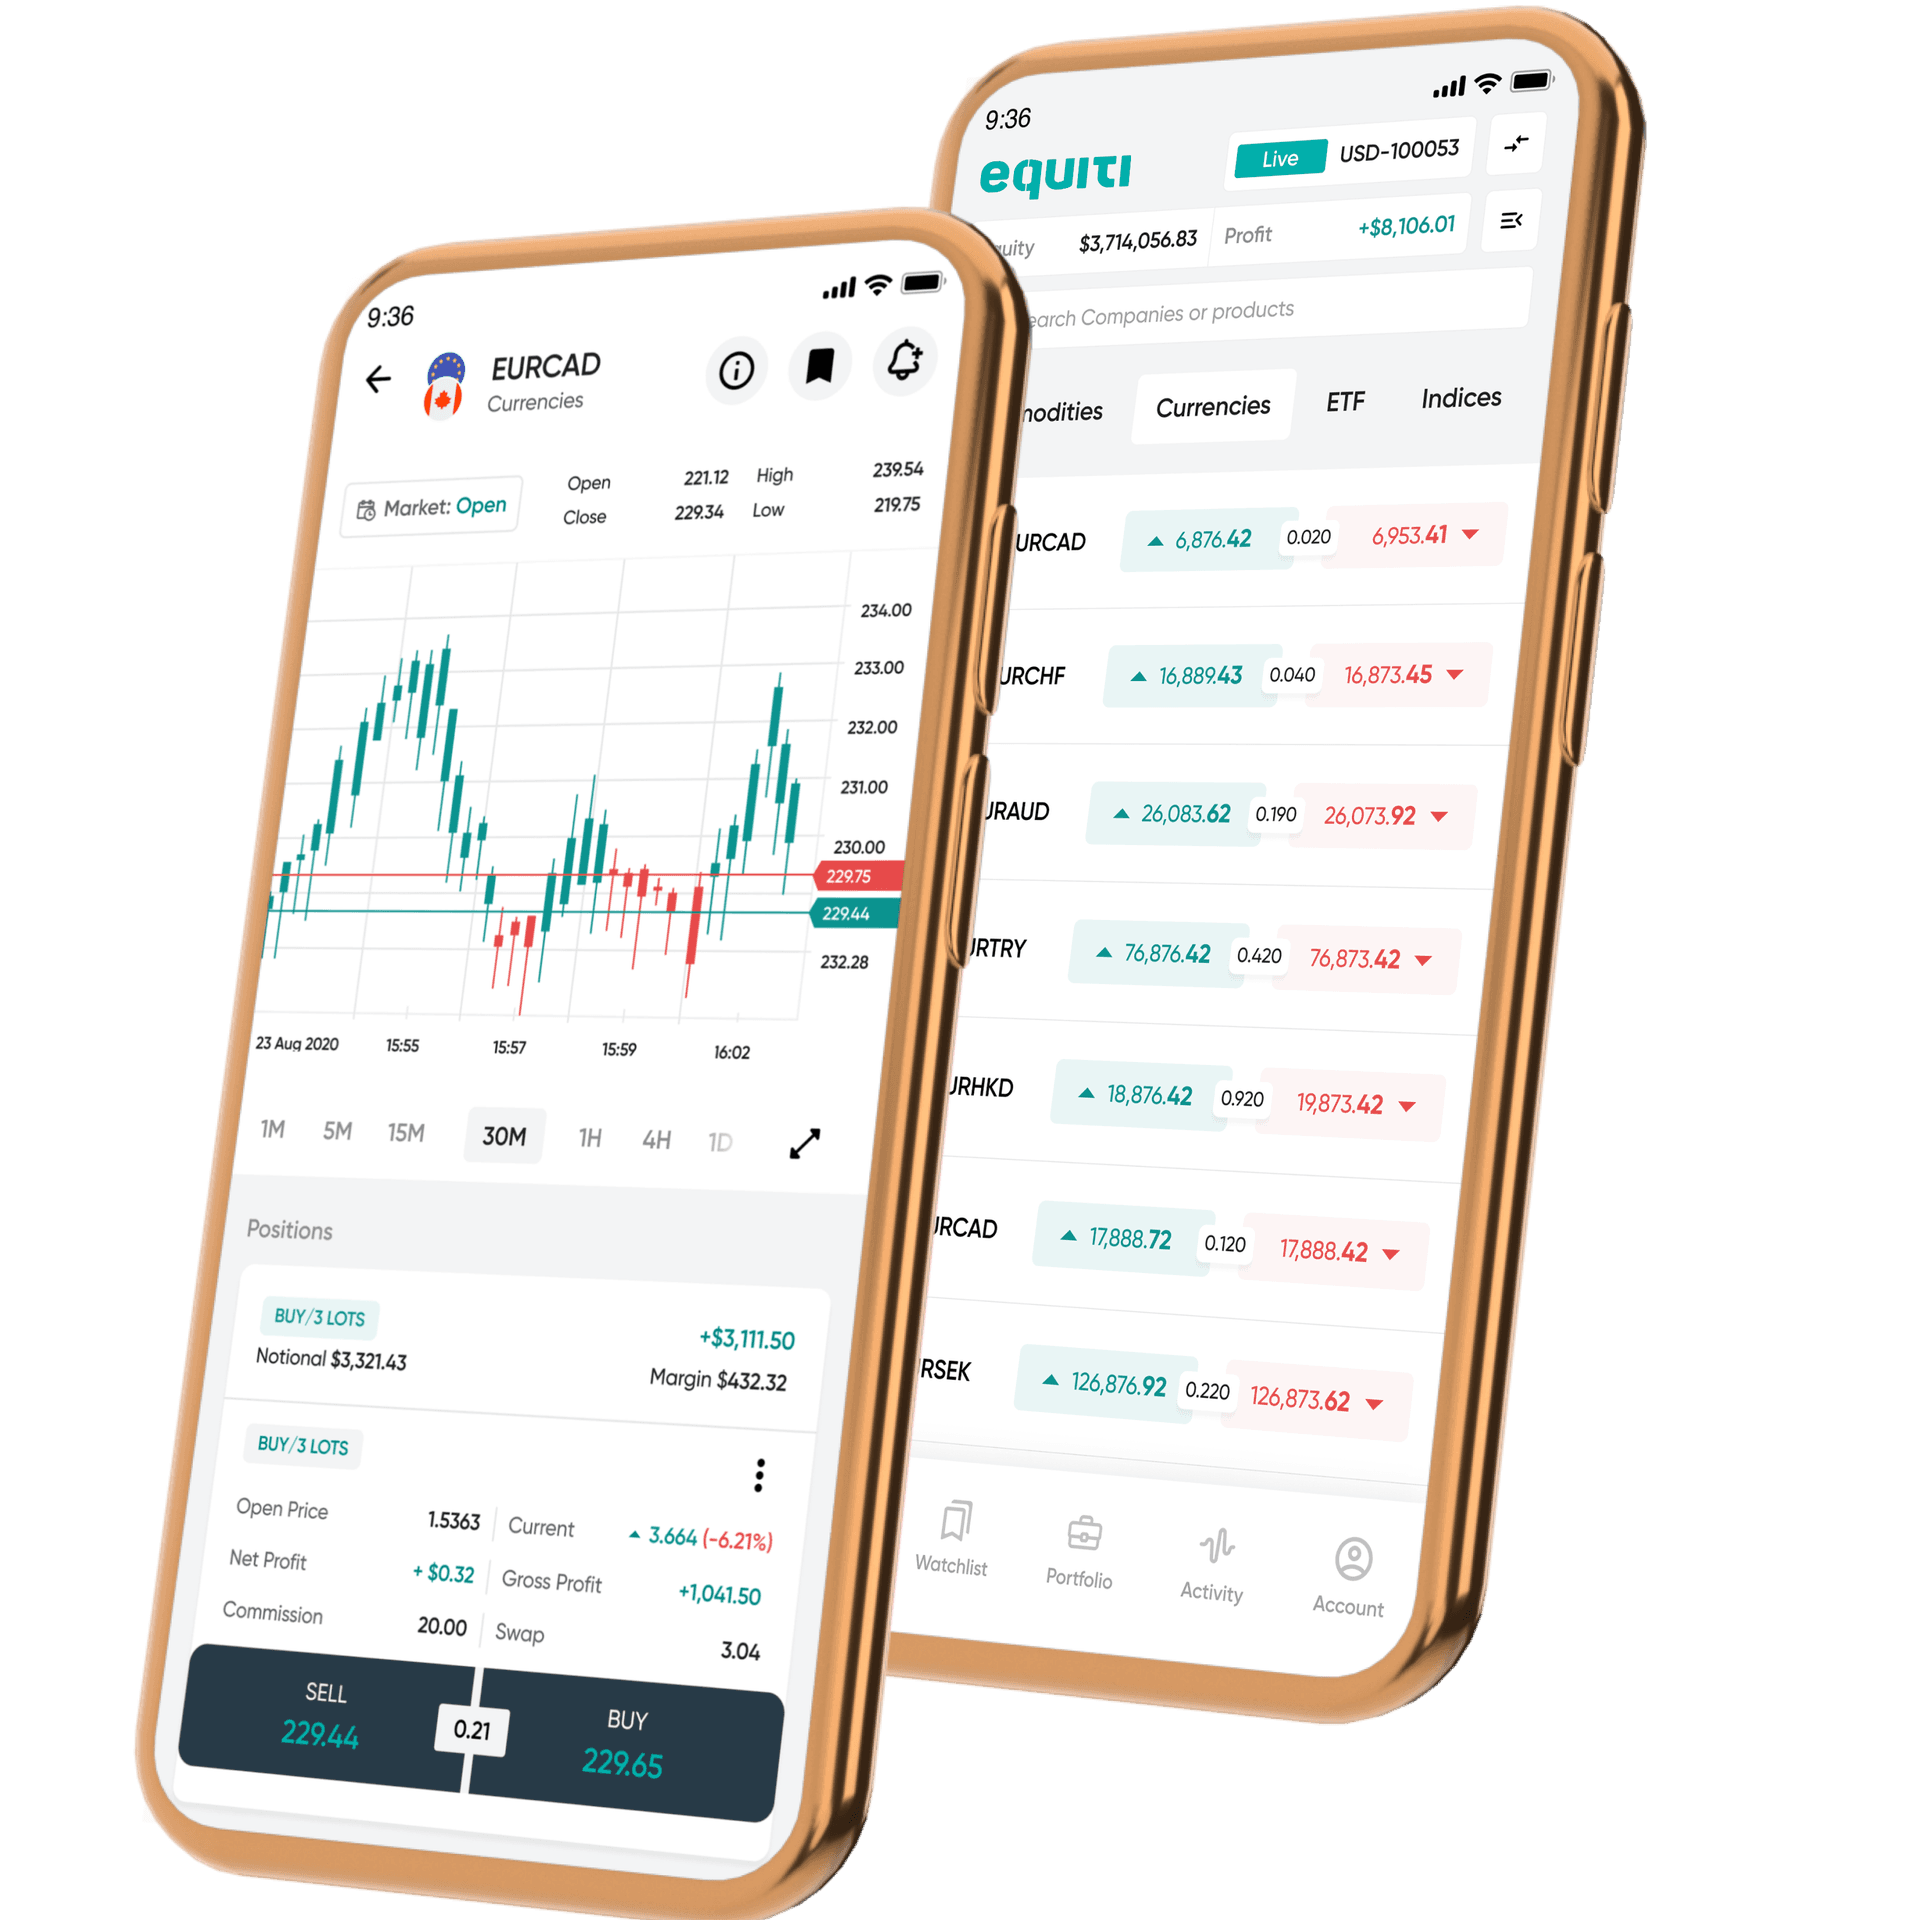 9:36
EURCAD
Currencies
Market: Open
Open 221.12 High 239.54
Close 229.34 Low 219.75
234.00
233.00
232.00
231.00
230.00
229.75
229.44
232.28
23 Aug 2020 15:55 15:57 15:59 16:02
1M 5M 15M 30M 1H 4H 1D
Positions
BUY/3 LOTS
+$3,111.50
Notional $3,321.43
Margin $432.32
BUY/3 LOTS
Open Price 1.5363 Current 3.664 (-6.21%)
Net Profit + $0.32 Gross Profit +1,041.50
Commission 20.00 Swap 3.04
SELL 229.44
0.21
BUY 229.65
9:36
equiti
Live USD-100053
uity $3,714,056.83 Profit +$8,106.01
earch Companies or products
modities Currencies ETF Indices
URCAD 6,876.42 0.020 6,953.41
URCHF 16,889.43 0.040 16,873.45
URAUD 26,083.62 0.190 26,073.92
URTRY 76,876.42 0.420 76,873.42
URHKD 18,876.42 0.920 19,873.42
URCAD 17,888.72 0.120 17,888.42
RSEK 126,876.92 0.220 126,873.62
Watchlist Portfolio Activity Account